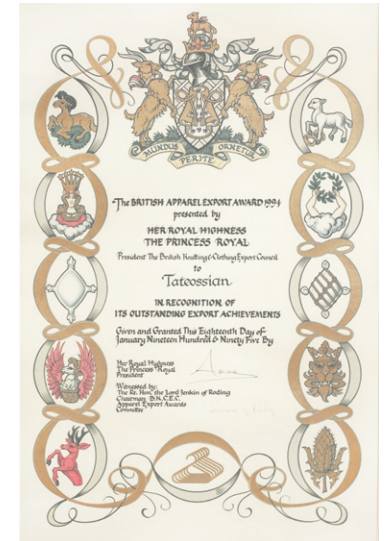 MUNDUS PERITE ORNETUR
The BRITISH APPAREL EXPORT AWARD 1994
presented by
HER ROYAL HIGHNESS
THE PRINCESS ROYAL
President The British Knitting & Clothing Export Council
to
Tateossian
IN RECOGNITION OF
ITS OUTSTANDING EXPORT ACHIEVEMENTS
Given and Granted This Eighteenth Day of
January Nineteen Hundred & Ninety Five By
Her Royal Highness
The Princess Royal
President
Anne
Witnessed by:
The Rt. Hon. the Lord Jenkin of Roding
Chairman B.K.C.E.C.
Apparel Export Awards
Committee